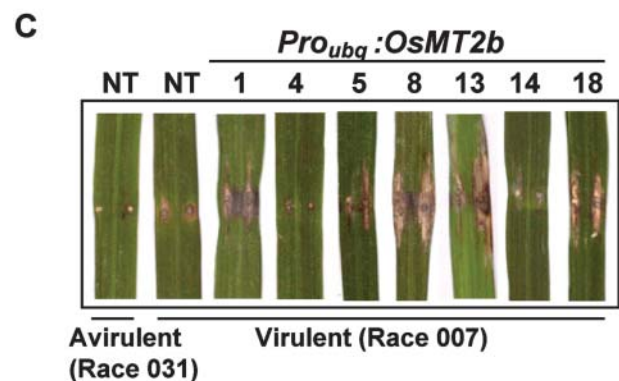 C
Proubq :OsMT2b
NT NT 1 4 5 8 13 14 18
Avirulent
(Race 031)
Virulent (Race 007)